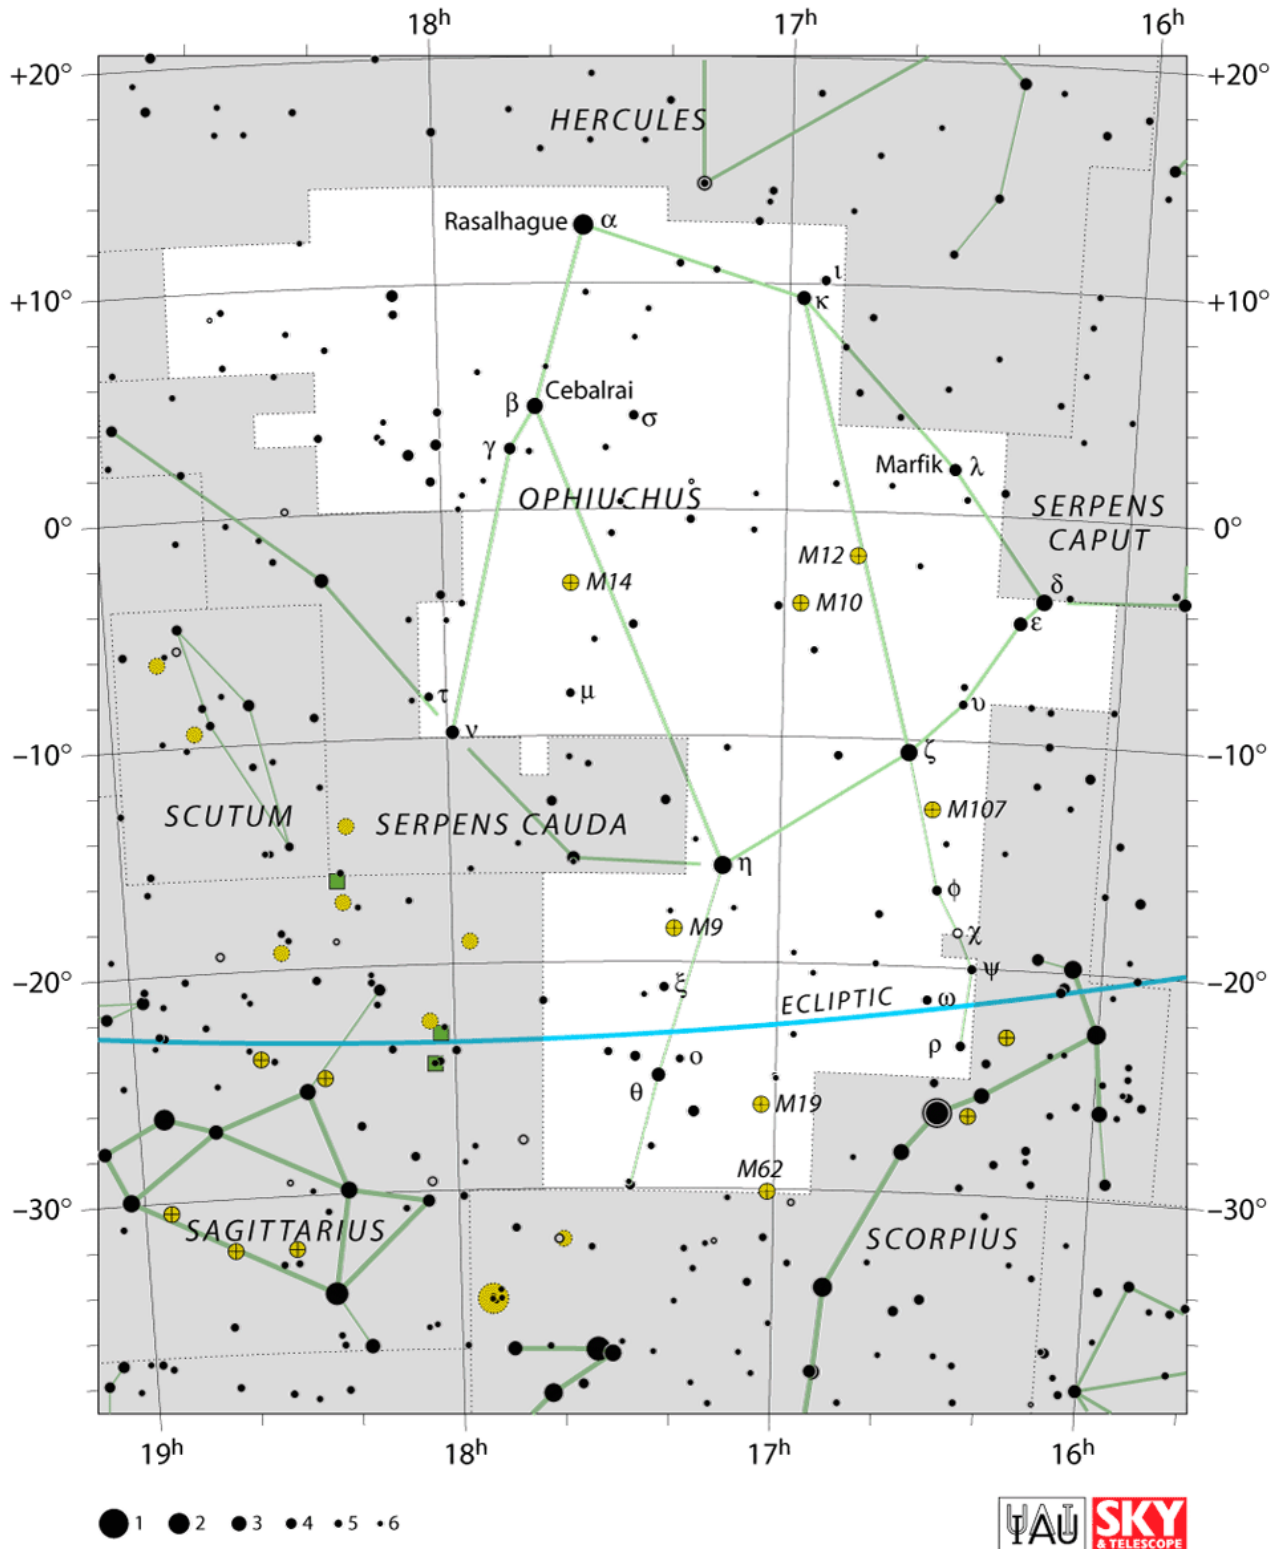 18h 17h 16h
+20° +20°
HERCULES
Rasalhague α
ι
+10° κ +10°
β Cebalrai
σ
γ
Marfik λ
OPHIUCHUS
SERPENS
CAPUT
0° 0°
M12
M14 δ
M10
ε
μ
τ υ
ν
−10° ζ −10°
M107
SCUTUM SERPENS CAUDA
η
ϕ
M9 χ
ψ
−20° ξ −20°
ECLIPTIC ω
ρ
ο
θ
M19
M62
−30° −30°
SAGITTARIUS SCORPIUS
19h 18h 17h 16h
1 2 3 4 5 6
IAU SKY
& TELESCOPE